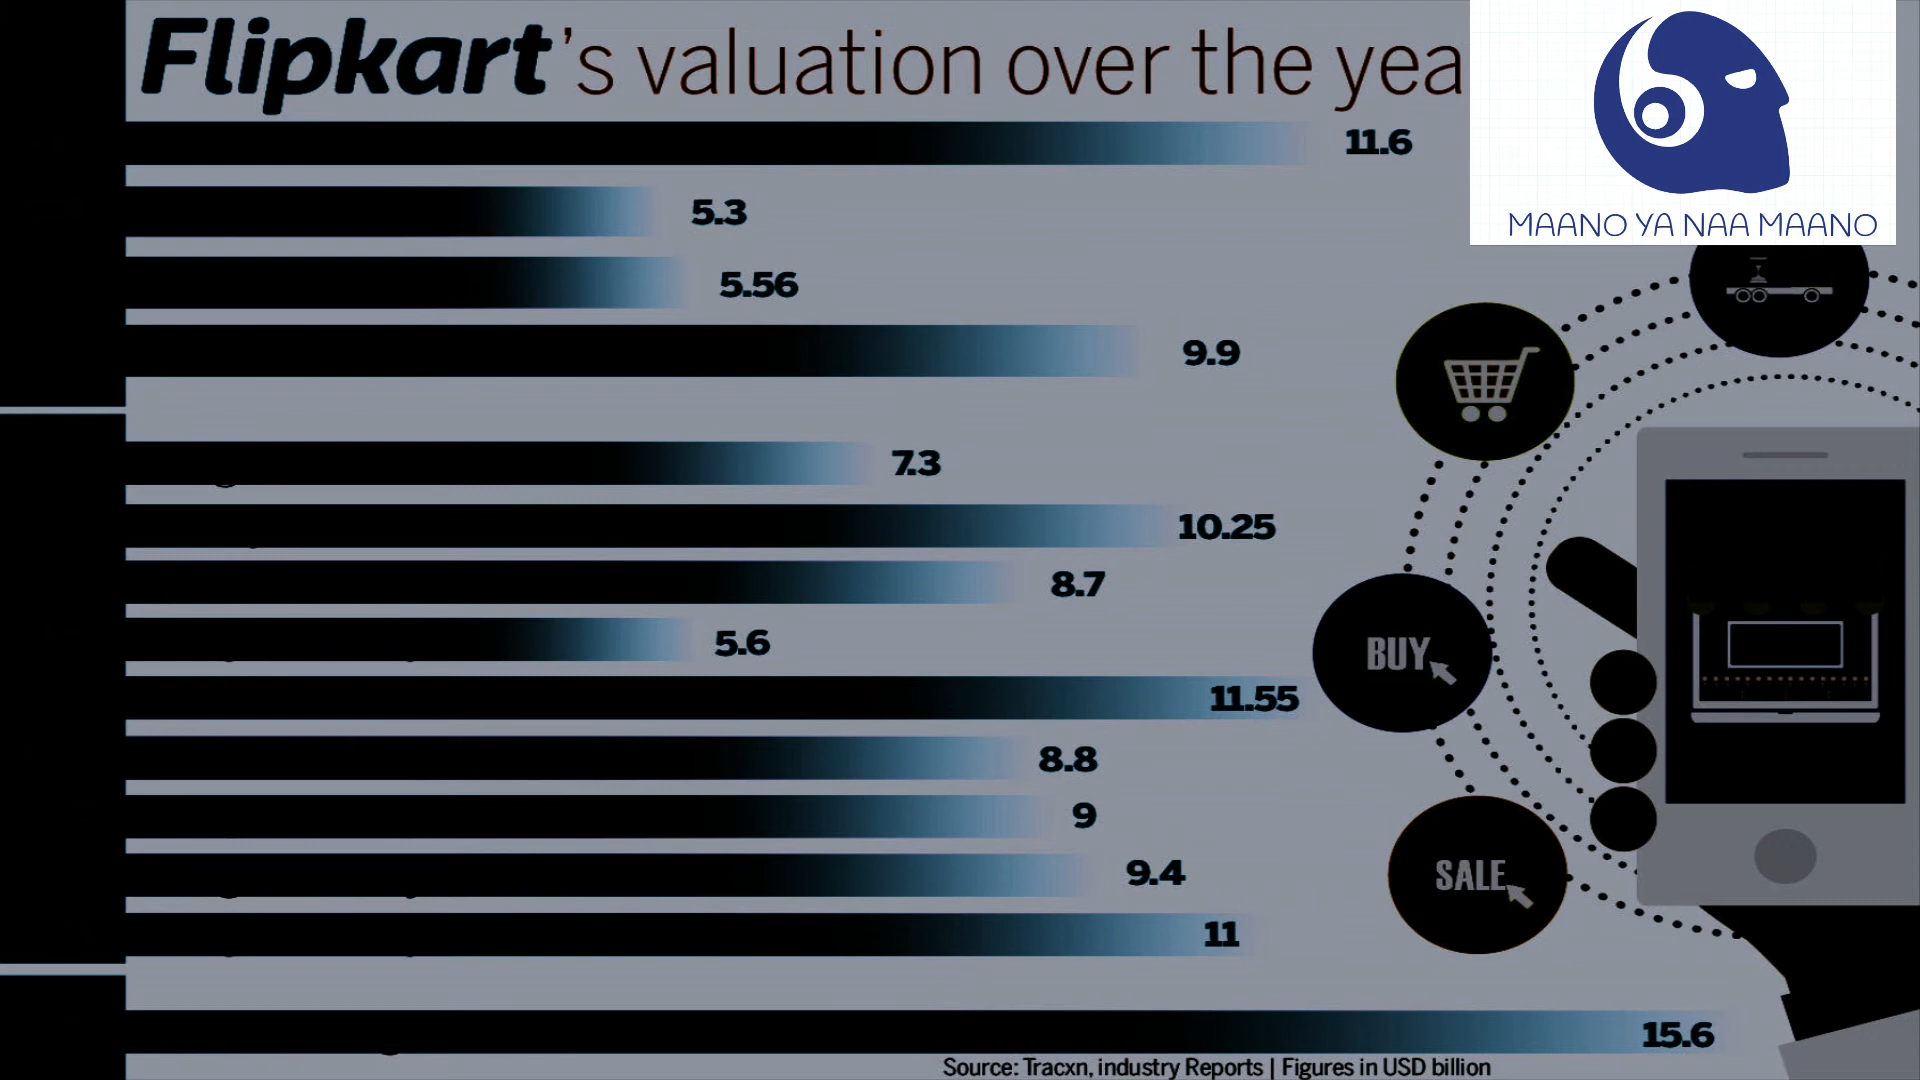 Flipkart's valuation over the yea
MAANO YA NAA MAANO
11.6
5.3
5.56
9.9
7.3
10.25
8.7
5.6
11.55
8.8
9
9.4
11
15.6
BUY
SALE
Source: Tracxn, industry Reports | Figures in USD billion